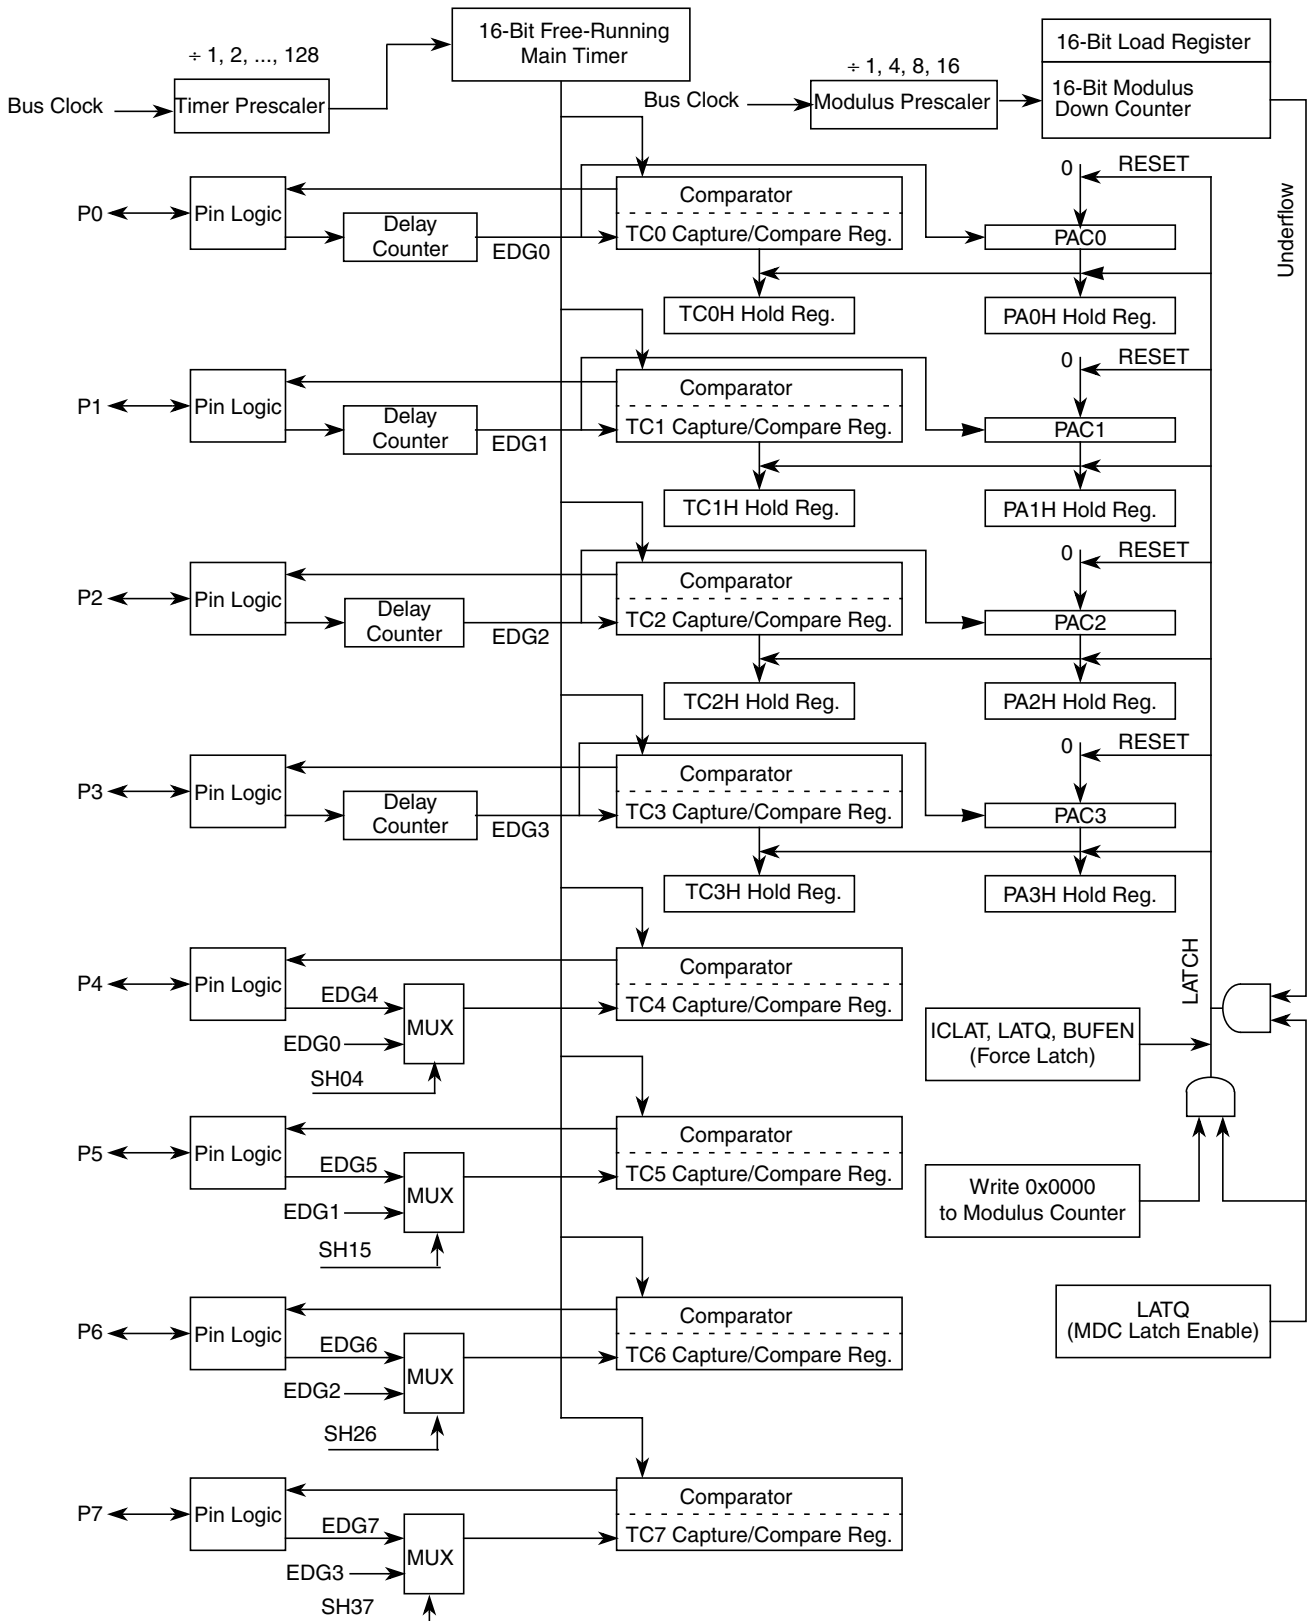 16-Bit Free-Running
Main Timer
16-Bit Load Register
16-Bit Modulus
Down Counter
÷ 1, 2, ..., 128
÷ 1, 4, 8, 16
Bus Clock
Timer Prescaler
Bus Clock
Modulus Prescaler
Underflow
P0
Pin Logic
Delay
Counter
EDG0
Comparator
TC0 Capture/Compare Reg.
0
RESET
PAC0
TC0H Hold Reg.
PA0H Hold Reg.
P1
Pin Logic
Delay
Counter
EDG1
Comparator
TC1 Capture/Compare Reg.
0
RESET
PAC1
TC1H Hold Reg.
PA1H Hold Reg.
P2
Pin Logic
Delay
Counter
EDG2
Comparator
TC2 Capture/Compare Reg.
0
RESET
PAC2
TC2H Hold Reg.
PA2H Hold Reg.
P3
Pin Logic
Delay
Counter
EDG3
Comparator
TC3 Capture/Compare Reg.
0
RESET
PAC3
TC3H Hold Reg.
PA3H Hold Reg.
P4
Pin Logic
EDG4
EDG0
MUX
SH04
Comparator
TC4 Capture/Compare Reg.
LATCH
ICLAT, LATQ, BUFEN
(Force Latch)
P5
Pin Logic
EDG5
EDG1
MUX
SH15
Comparator
TC5 Capture/Compare Reg.
Write 0x0000
to Modulus Counter
P6
Pin Logic
EDG6
EDG2
MUX
SH26
Comparator
TC6 Capture/Compare Reg.
LATQ
(MDC Latch Enable)
P7
Pin Logic
EDG7
EDG3
MUX
SH37
Comparator
TC7 Capture/Compare Reg.